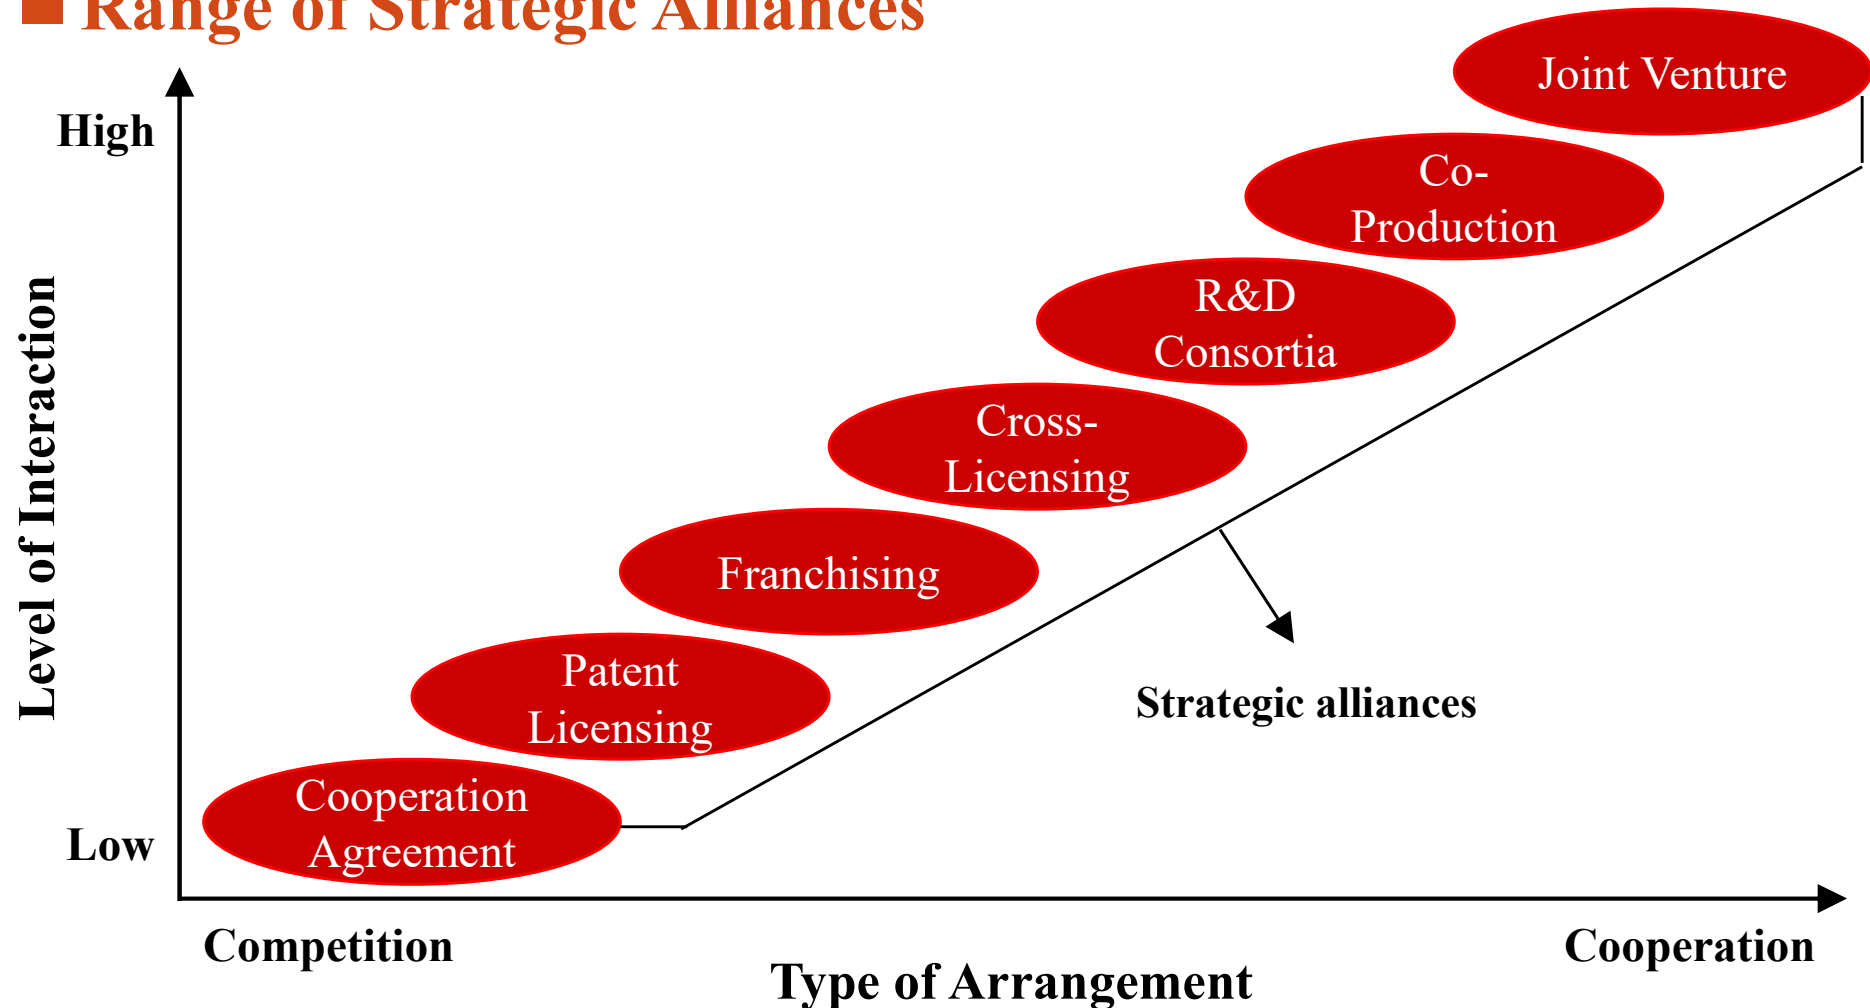 Range of Strategic Alliances
Joint Venture
High
Co-
Production
R&D
Consortia
Level of Interaction
Cross-
Licensing
Franchising
Patent
Licensing
Strategic alliances
Cooperation
Agreement
Low
Competition
Cooperation
Type of Arrangement